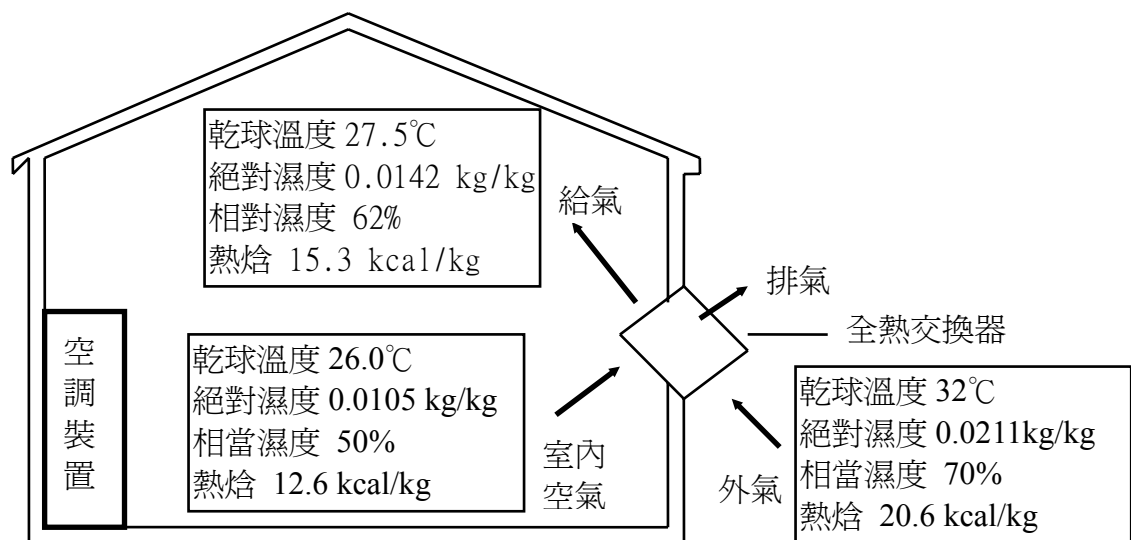 乾球溫度 27.5℃
絕對濕度 0.0142 kg/kg
相對濕度 62%
熱焓 15.3 kcal/kg
給氣
排氣
全熱交換器
空調裝置
乾球溫度 26.0℃
絕對濕度 0.0105 kg/kg
相當濕度 50%
熱焓 12.6 kcal/kg
室內
空氣
外氣
乾球溫度 32℃
絕對濕度 0.0211kg/kg
相當濕度 70%
熱焓 20.6 kcal/kg